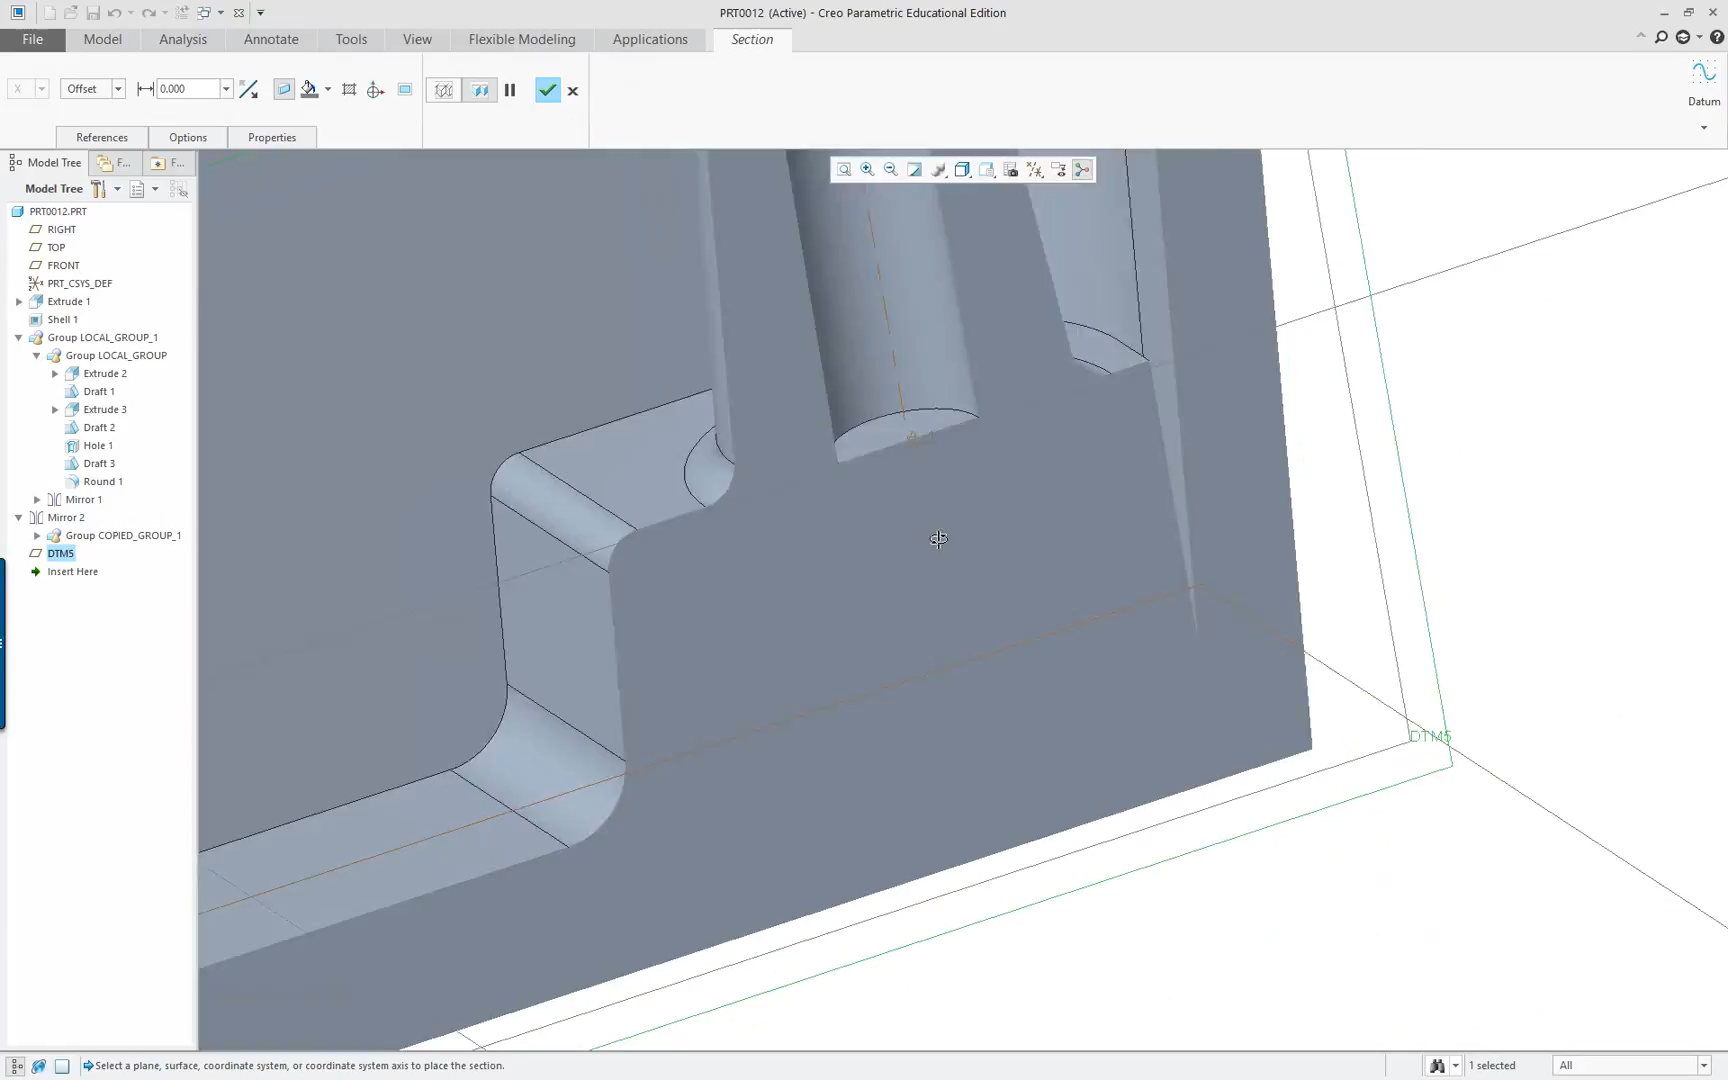 PRT0012 (Active) - Creo Parametric Educational Edition
File Model Analysis Annotate Tools View Flexible Modeling Applications Section
X Offset 0.000
Datum
References Options Properties
Model Tree F... F...
Model Tree
PRT0012.PRT
RIGHT
TOP
FRONT
PRT_CSYS_DEF
Extrude 1
Shell 1
Group LOCAL_GROUP_1
Group LOCAL_GROUP
Extrude 2
Draft 1
Extrude 3
Draft 2
Hole 1
Draft 3
Round 1
Mirror 1
Mirror 2
Group COPIED_GROUP_1
DTM5
Insert Here
DTM5
Select a plane, surface, coordinate system, or coordinate system axis to place the section.
1 selected
All